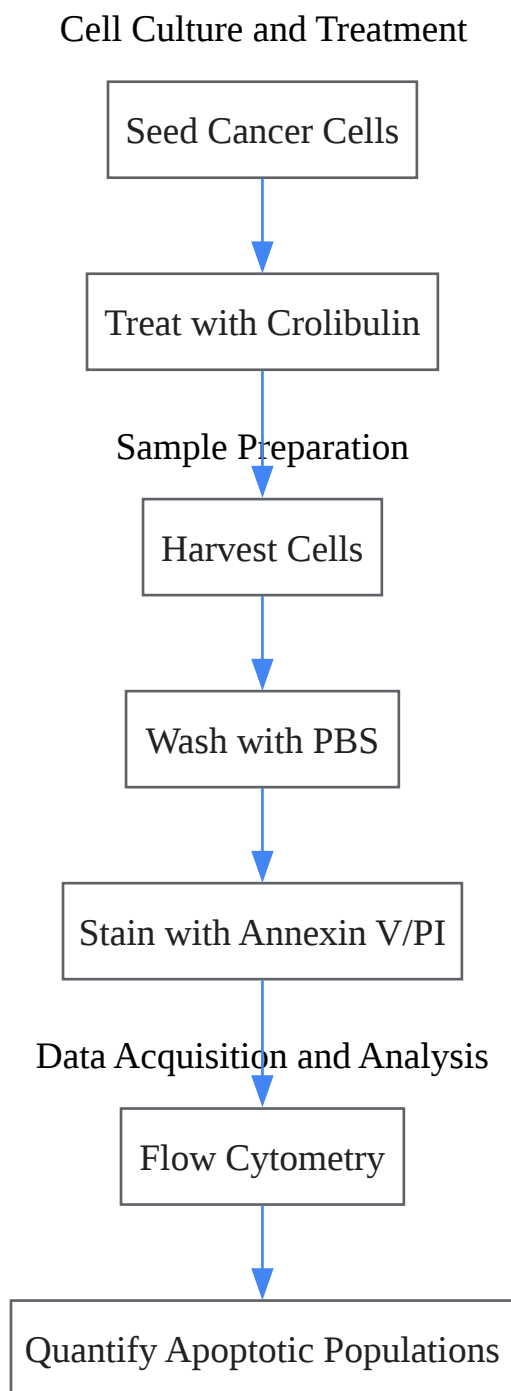 Cell Culture and Treatment
Seed Cancer Cells
Treat with Crolibulin
Sample Preparation
Harvest Cells
Wash with PBS
Stain with Annexin V/PI
Data Acquisition and Analysis
Flow Cytometry
Quantify Apoptotic Populations